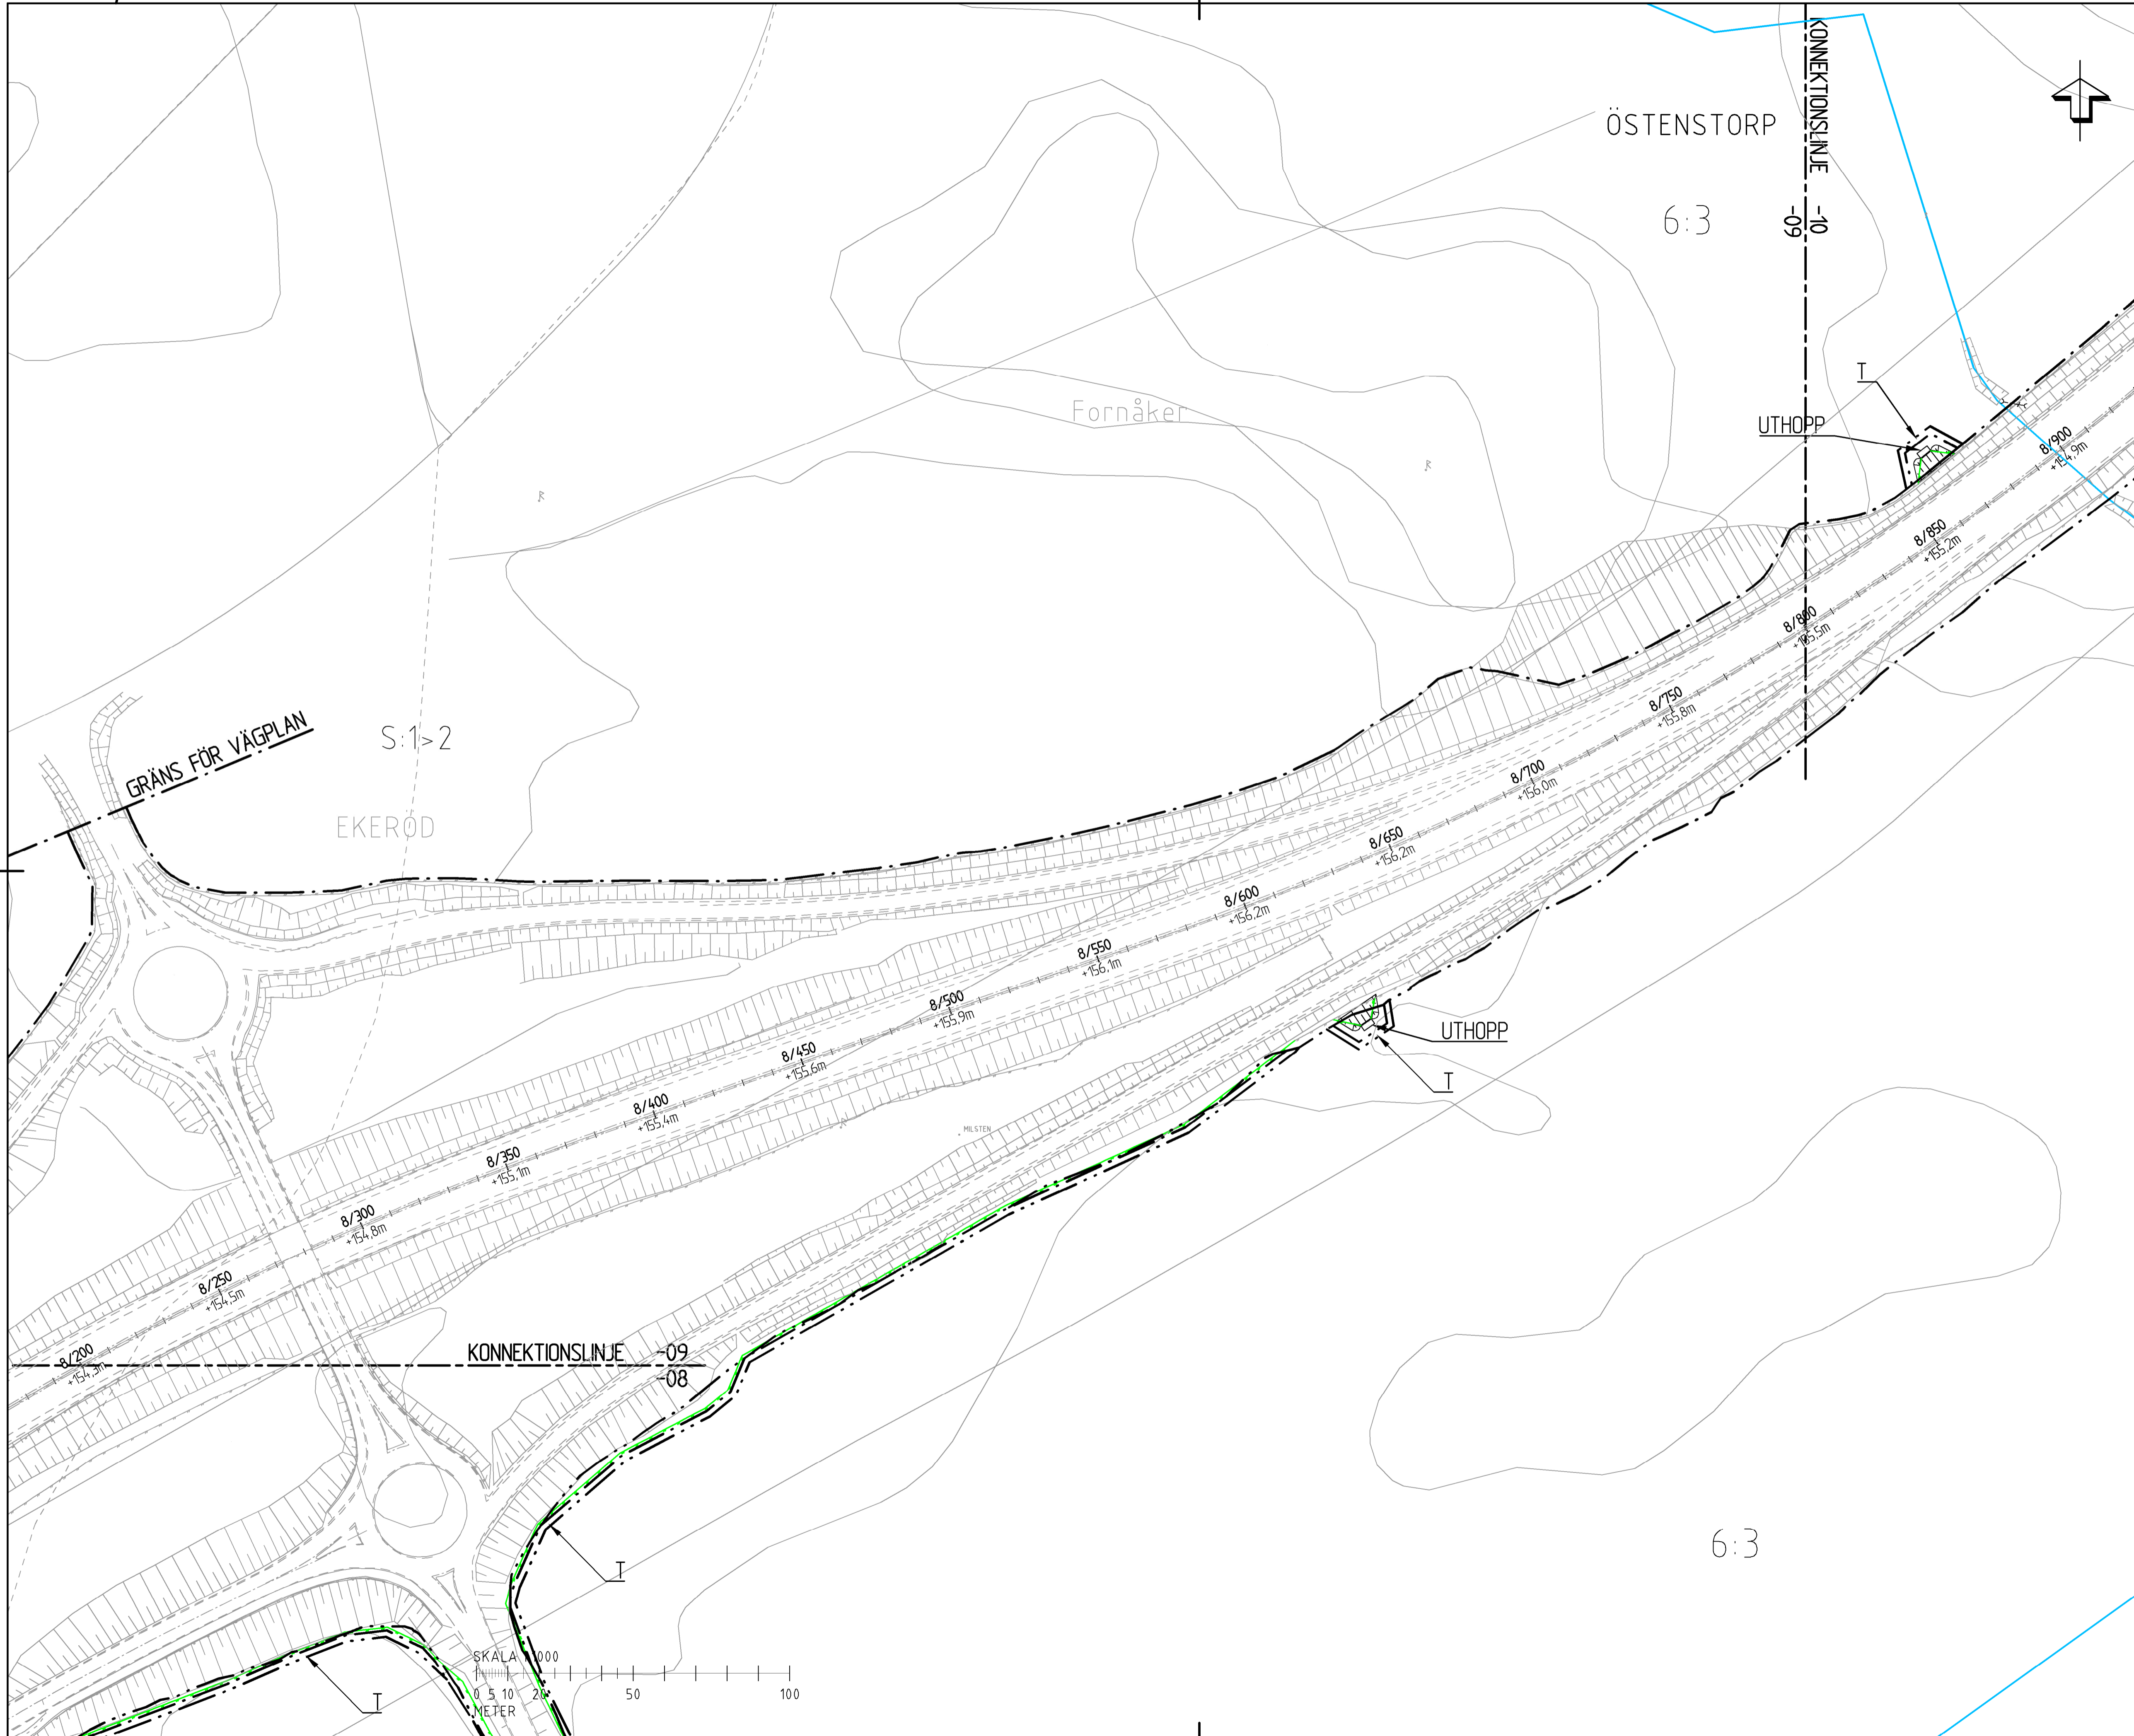 KONNEKTIONSLINJE
-10
-09
ÖSTENSTORP
6:3
T
UTHOPP
Fornåker
R
R
8/900
+154,9m
8/850
+155,2m
8/800
8/750
+155,8m
8/700
+156,0m
8/650
+156,2m
8/600
+156,2m
8/550
+156,1m
8/500
+155,9m
8/450
+155,6m
8/400
+155,4m
8/350
+155,1m
8/300
+154,8m
8/250
+154,5m
8/200
+154,3m
GRÄNS FÖR VÄGPLAN
S:1>2
EKERÖD
R
MILSTEN
UTHOPP
T
KONNEKTIONSLINJE -09
-08
6:3
T
T
SKALA
0 5 10 20 50 100
METER